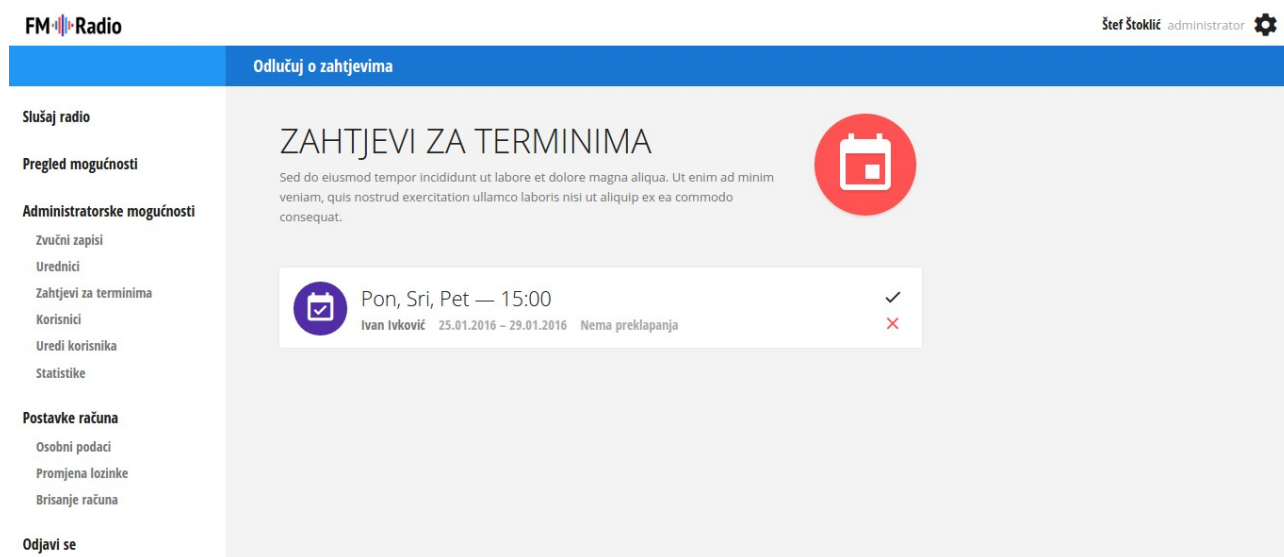 FM Radio
Štef Štoklić administrator
Odlučuj o zahtjevima
Slušaj radio
Pregled mogućnosti
Administratorske mogućnosti
Zvučni zapisi
Urednici
Zahtjevi za terminima
Korisnici
Uredi korisnika
Statistike
Postavke računa
Osobni podaci
Promjena lozinke
Brisanje računa
Odjavi se
ZAHTJEVI ZA TERMINIMA
Sed do eiusmod tempor incididunt ut labore et dolore magna aliqua. Ut enim ad minim
veniam, quis nostrud exercitation ullamco laboris nisi ut aliquip ex ea commodo
consequat.
Pon, Sri, Pet — 15:00
Ivan Ivković 25.01.2016 – 29.01.2016 Nema preklapanja